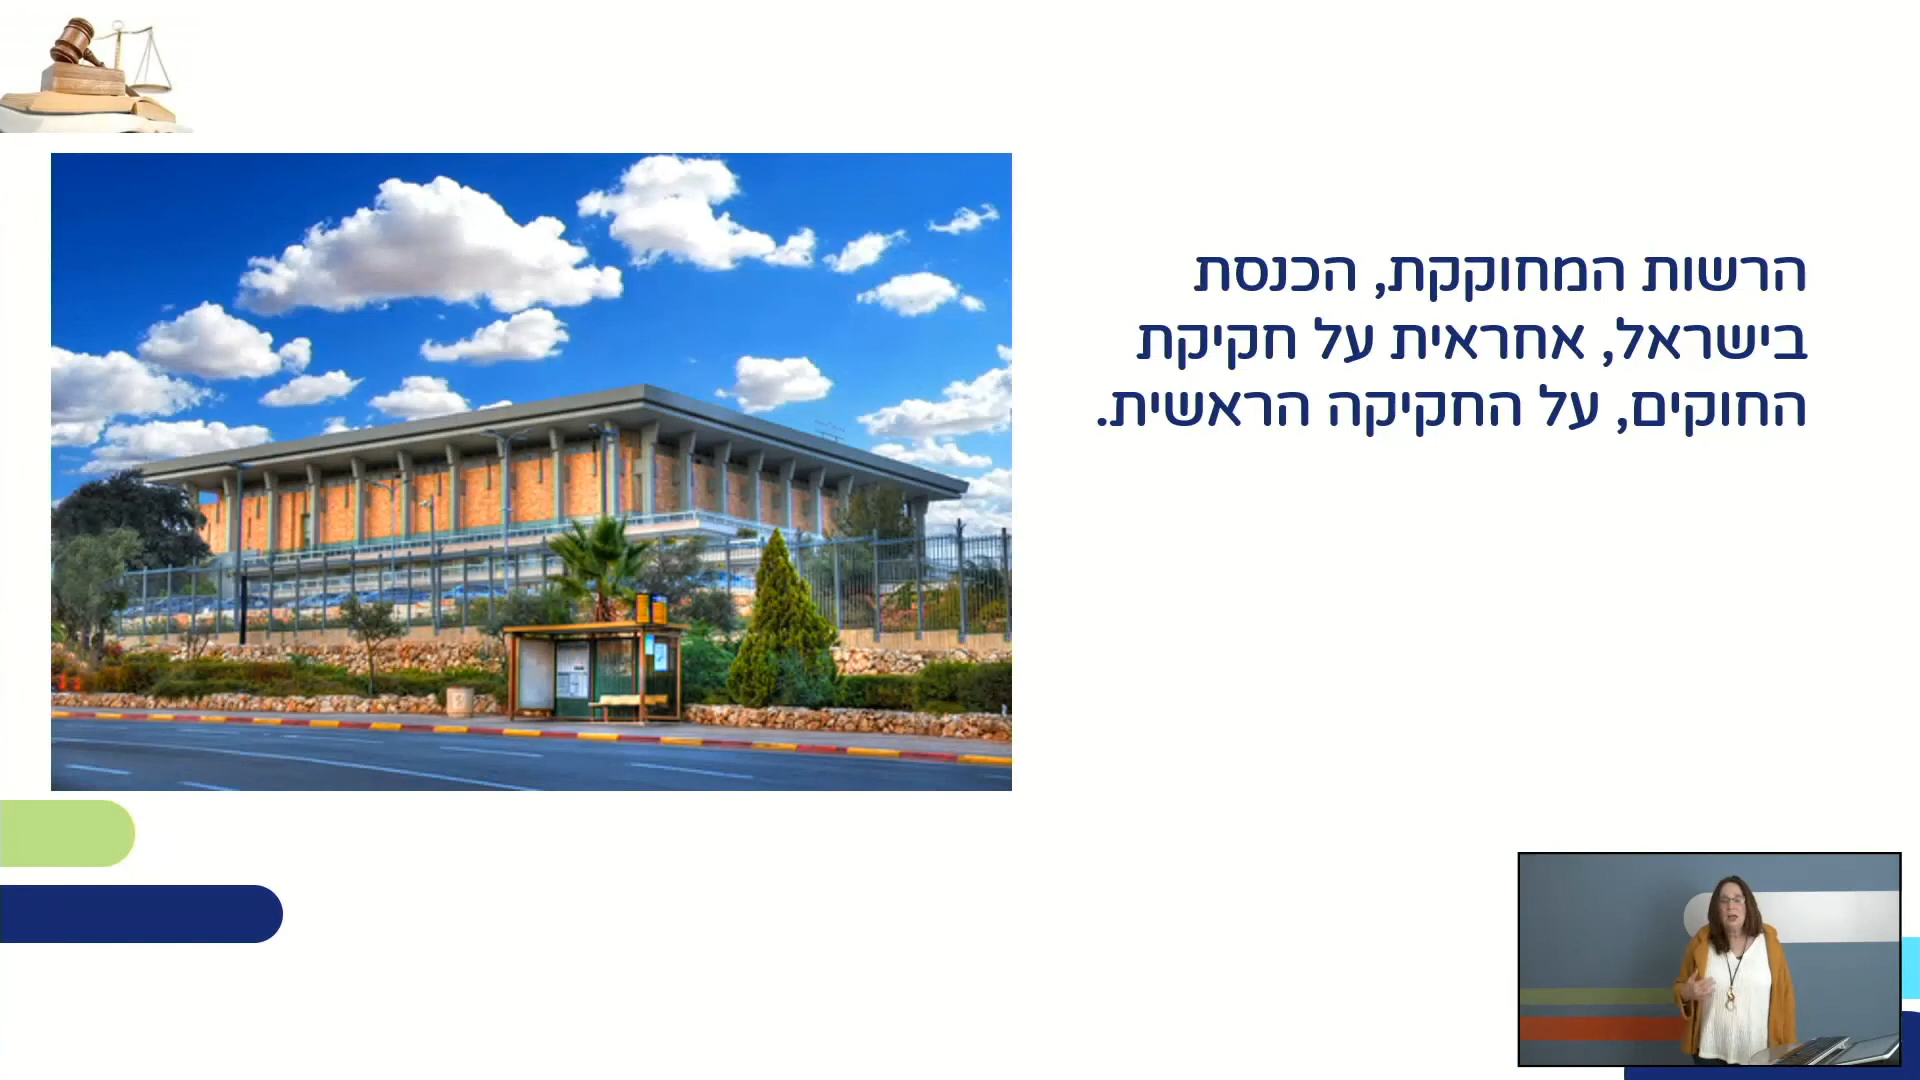 הרשות המחוקקת, הכנסת
בישראל, אחראית על חקיקת
החוקים, על החקיקה הראשית.